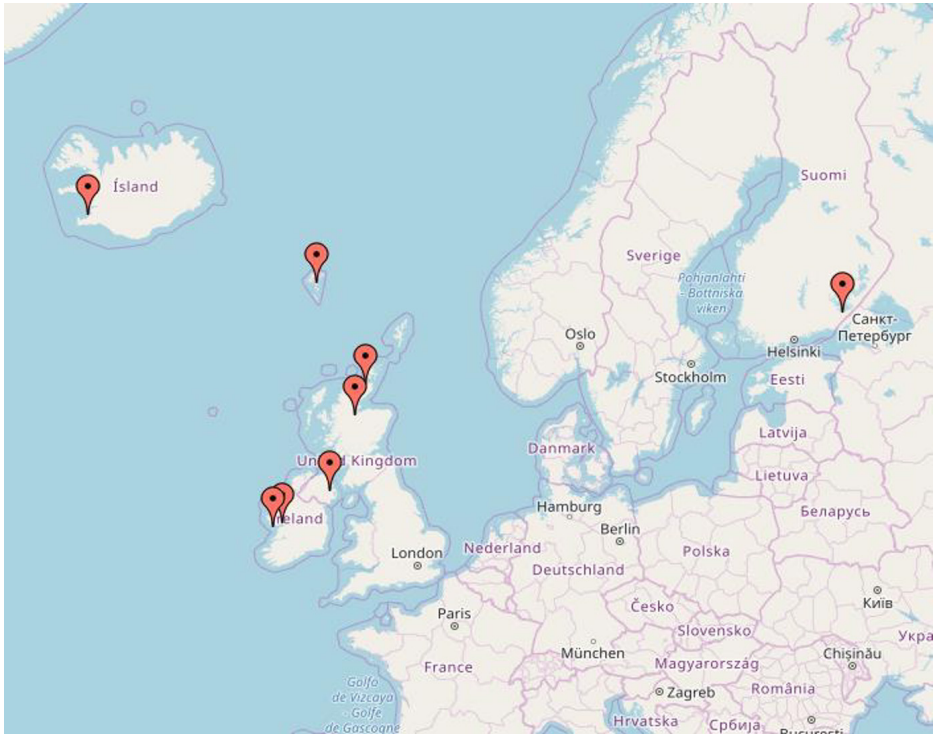 Ísland
Suomi
Sverige
Pohjanlahti
- Bottniska
viken
Санкт-
Петербург
Oslo
Helsinki
Stockholm
Eesti
Latvija
Danmark
United Kingdom
Lietuva
Hamburg
Беларусь
Ireland
Berlin
London
Nederland
Polska
Deutschland
Київ
Česko
Paris
Slovensko
Укра
München
Chișinău
France
Magyarország
Golfo
de Vizcaya
- Golfe
de Gascogne
Zagreb
România
Hrvatska
Србија
București